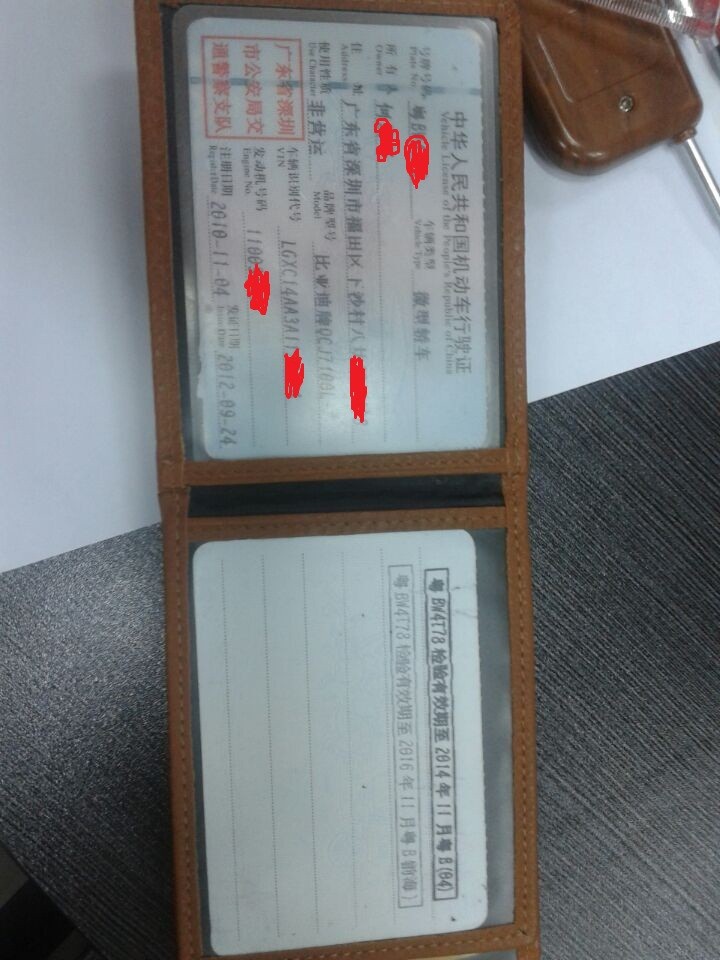 中华人民共和国机动车行驶证
Vehicle License of the People's Republic of China
号牌号码 粤B 车辆类型 微型轿车
Plate No. Vehicle Type
所有人 何
Owner
住址 广东省深圳市福田区下沙村八
Address
使用性质 非营运 品牌型号 比亚迪牌QCJ7100L
Use Character Model
广东省深圳
市公安局交
通警察支队
车辆识别代号 LGXC14AA3A1
VIN
发动机号码 1100
Engine No.
注册日期 2010-11-04 发证日期 2012-09-24
Register Date Issue Date
粤BW4T78检验有效期至2014年11月粤B(04)
粤BW4T78检验有效期至2016年11月粤B(前海)